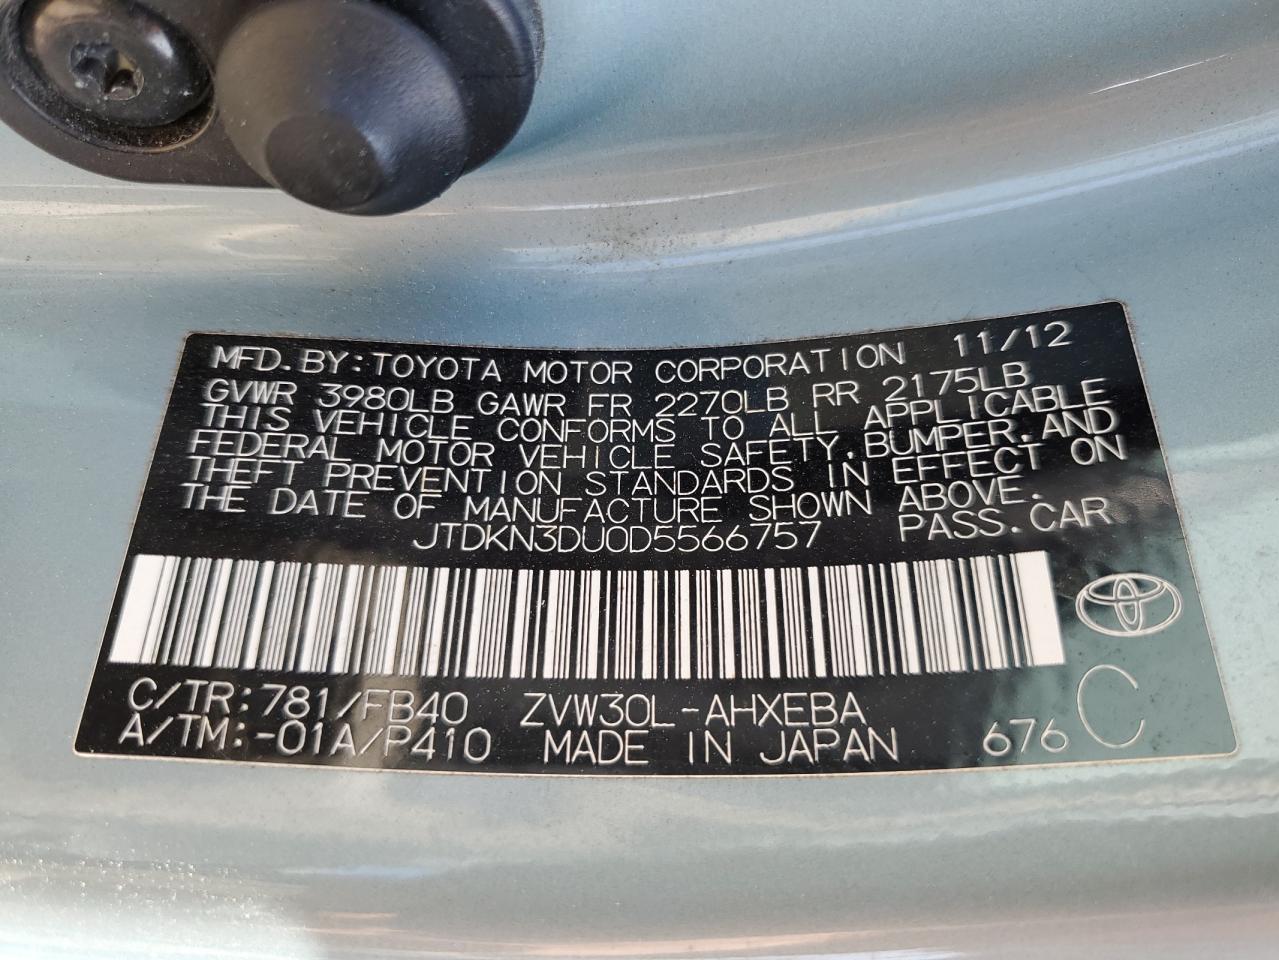 MFD.BY:TOYOTA MOTOR CORPORATION 11/12
GVWR 3980LB GAWR FR 2270LB RR 2175LB
THIS VEHICLE CONFORMS TO ALL APPLICABLE
FEDERAL MOTOR VEHICLE SAFETY,BUMPER,AND
THEFT PREVENTION STANDARDS IN EFFECT ON
THE DATE OF MANUFACTURE SHOWN ABOVE.
JTDKN3DU0D5566757 PASS.CAR
C/TR:781/FB40 ZVW30L-AHXEBA
A/TM:-01A/P410 MADE IN JAPAN 676 C